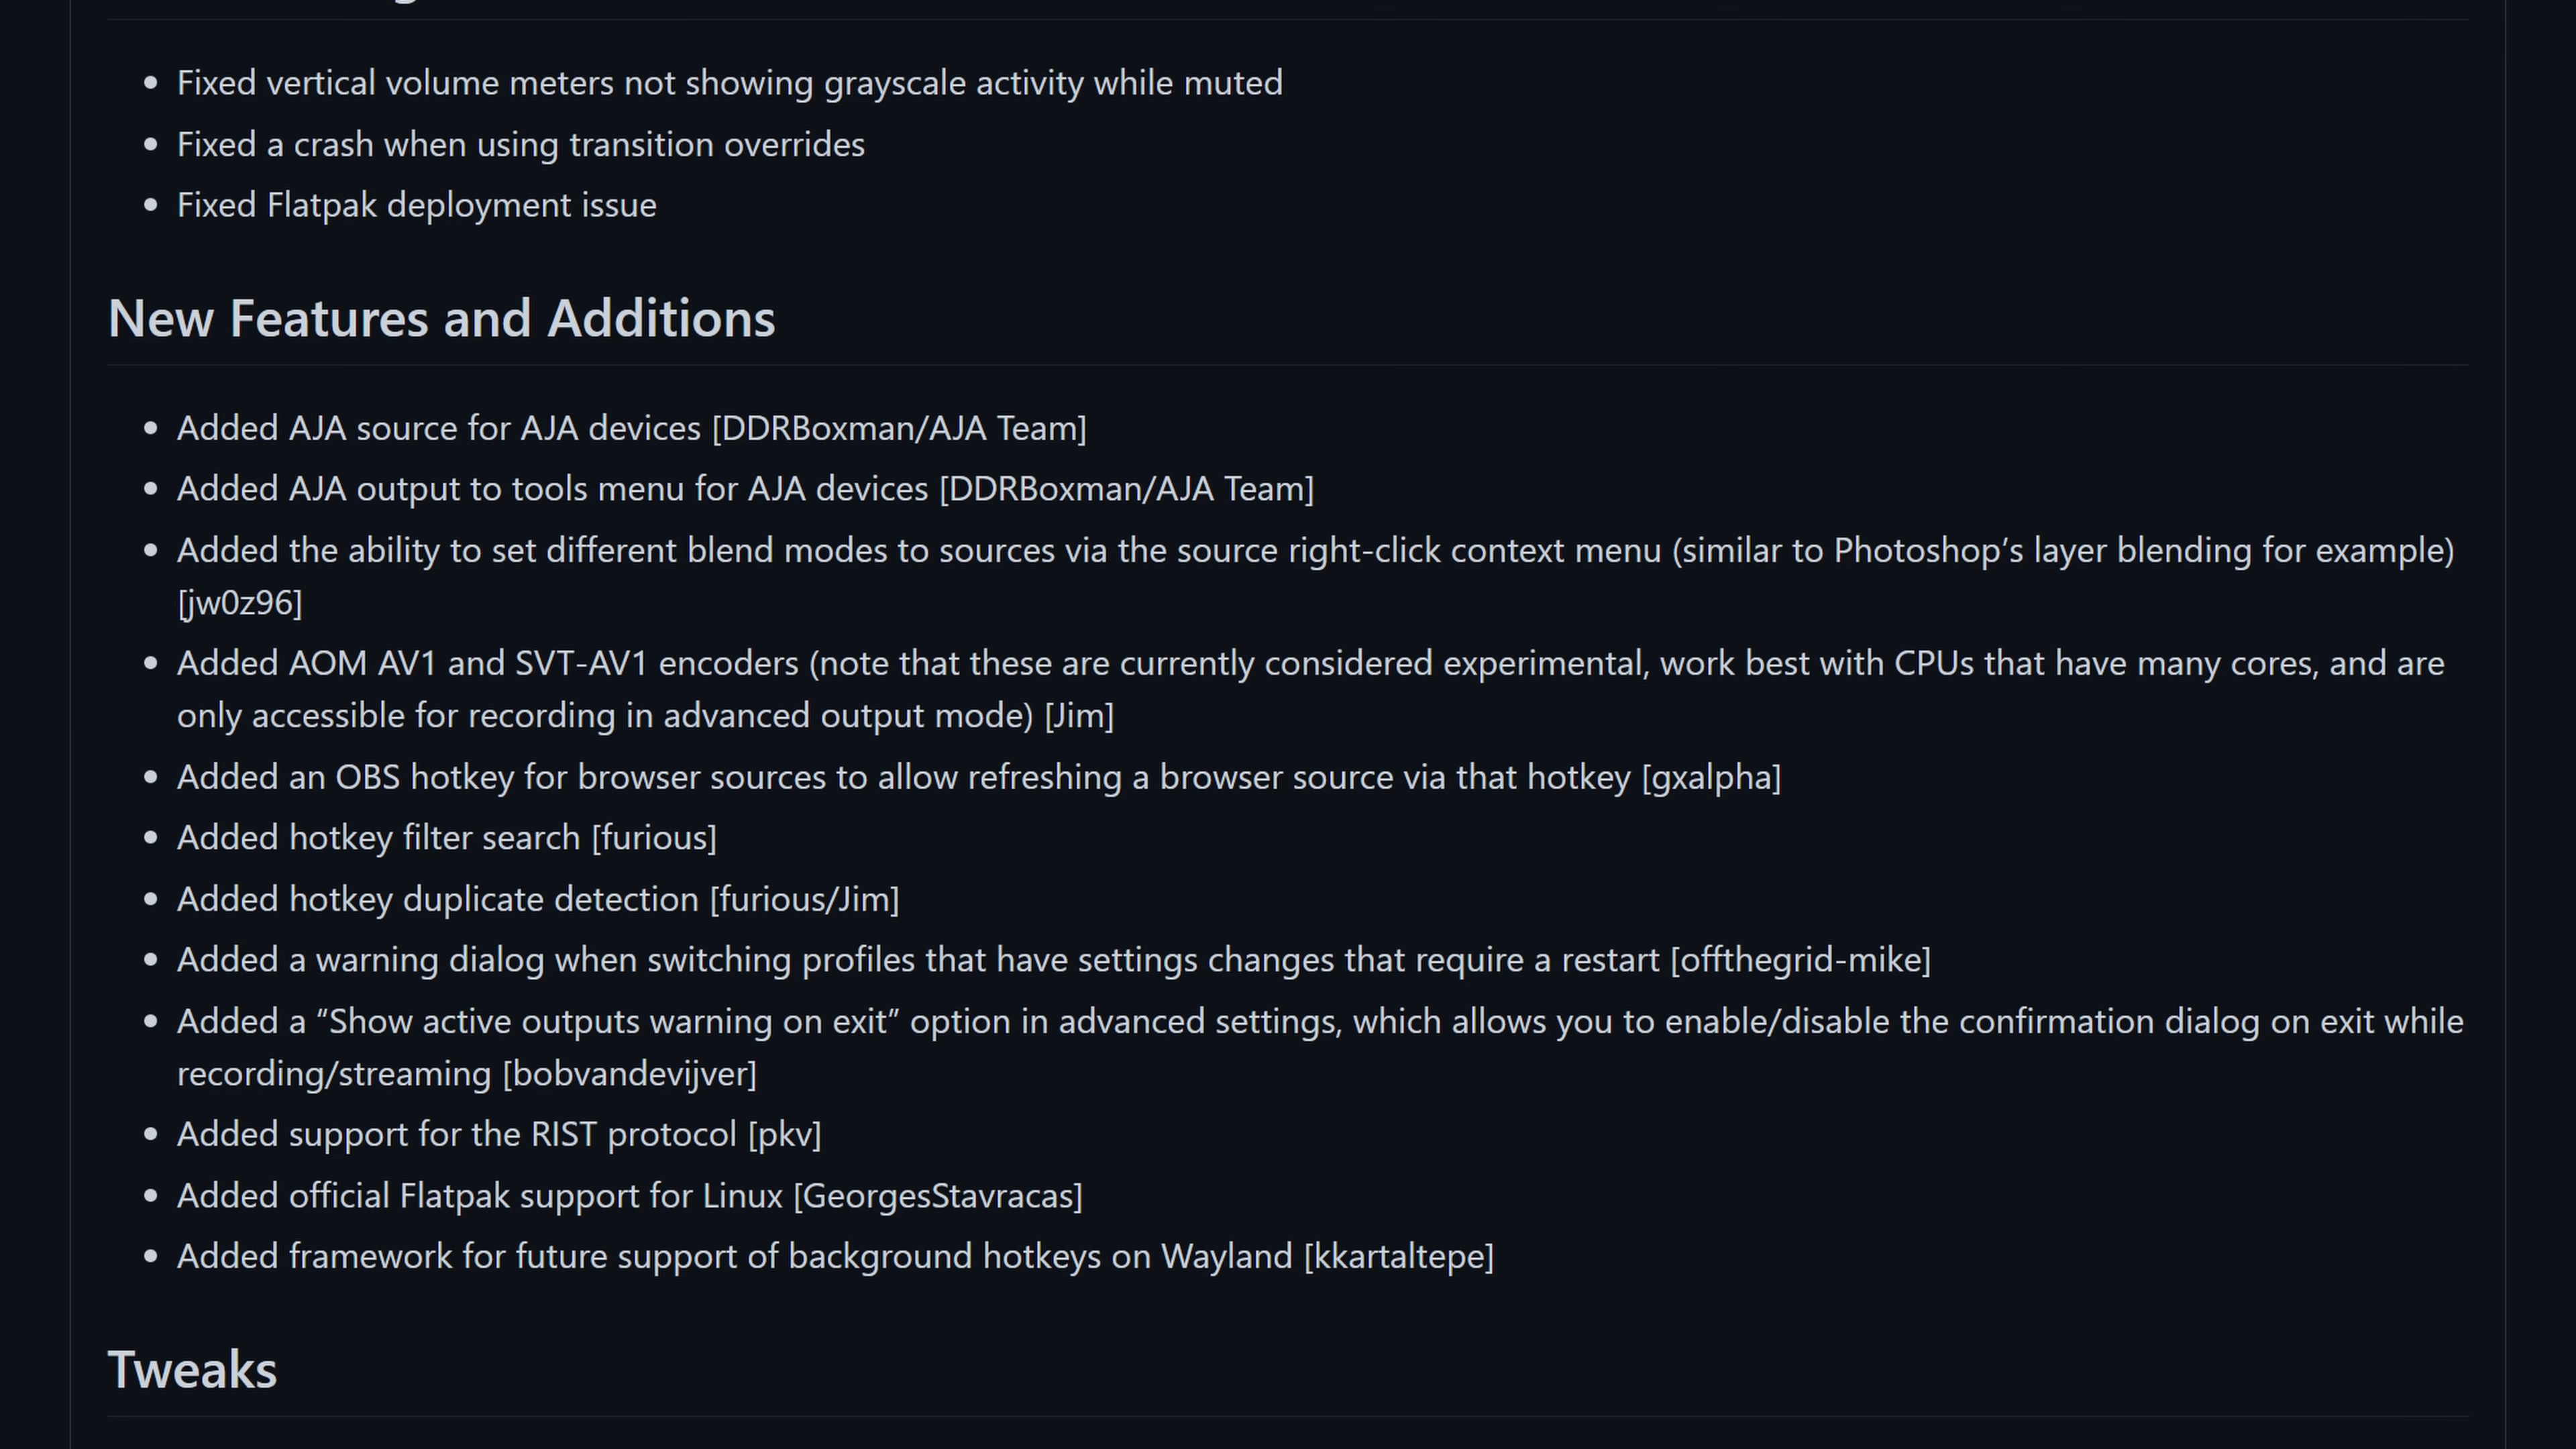 Fixed vertical volume meters not showing grayscale activity while muted
Fixed a crash when using transition overrides
Fixed Flatpak deployment issue
New Features and Additions
Added AJA source for AJA devices [DDRBoxman/AJA Team]
Added AJA output to tools menu for AJA devices [DDRBoxman/AJA Team]
Added the ability to set different blend modes to sources via the source right-click context menu (similar to Photoshop’s layer blending for example)
[jw0z96]
Added AOM AV1 and SVT-AV1 encoders (note that these are currently considered experimental, work best with CPUs that have many cores, and are
only accessible for recording in advanced output mode) [Jim]
Added an OBS hotkey for browser sources to allow refreshing a browser source via that hotkey [gxalpha]
Added hotkey filter search [furious]
Added hotkey duplicate detection [furious/Jim]
Added a warning dialog when switching profiles that have settings changes that require a restart [offthegrid-mike]
Added a “Show active outputs warning on exit” option in advanced settings, which allows you to enable/disable the confirmation dialog on exit while
recording/streaming [bobvandevijver]
Added support for the RIST protocol [pkv]
Added official Flatpak support for Linux [GeorgesStavracas]
Added framework for future support of background hotkeys on Wayland [kkartaltepe]
Tweaks